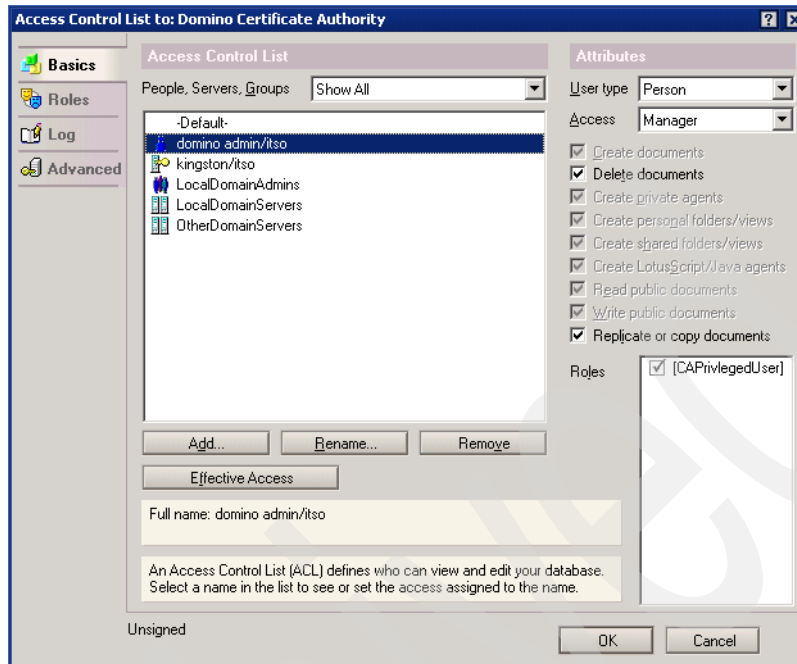 Access Control List to: Domino Certificate Authority
Basics
Roles
Log
Advanced
Access Control List
People, Servers, Groups Show All
-Default-
domino admin/itso
kingston/itso
LocalDomainAdmins
LocalDomainServers
OtherDomainServers
Add... Rename... Remove
Effective Access
Full name: domino admin/itso
An Access Control List (ACL) defines who can view and edit your database.
Select a name in the list to see or set the access assigned to the name.
Attributes
User type Person
Access Manager
Create documents
Delete documents
Create private agents
Create personal folders/views
Create shared folders/views
Create LotusScript/Java agents
Read public documents
Write public documents
Replicate or copy documents
Roles [CAPrivlegedUser]
Unsigned
OK Cancel